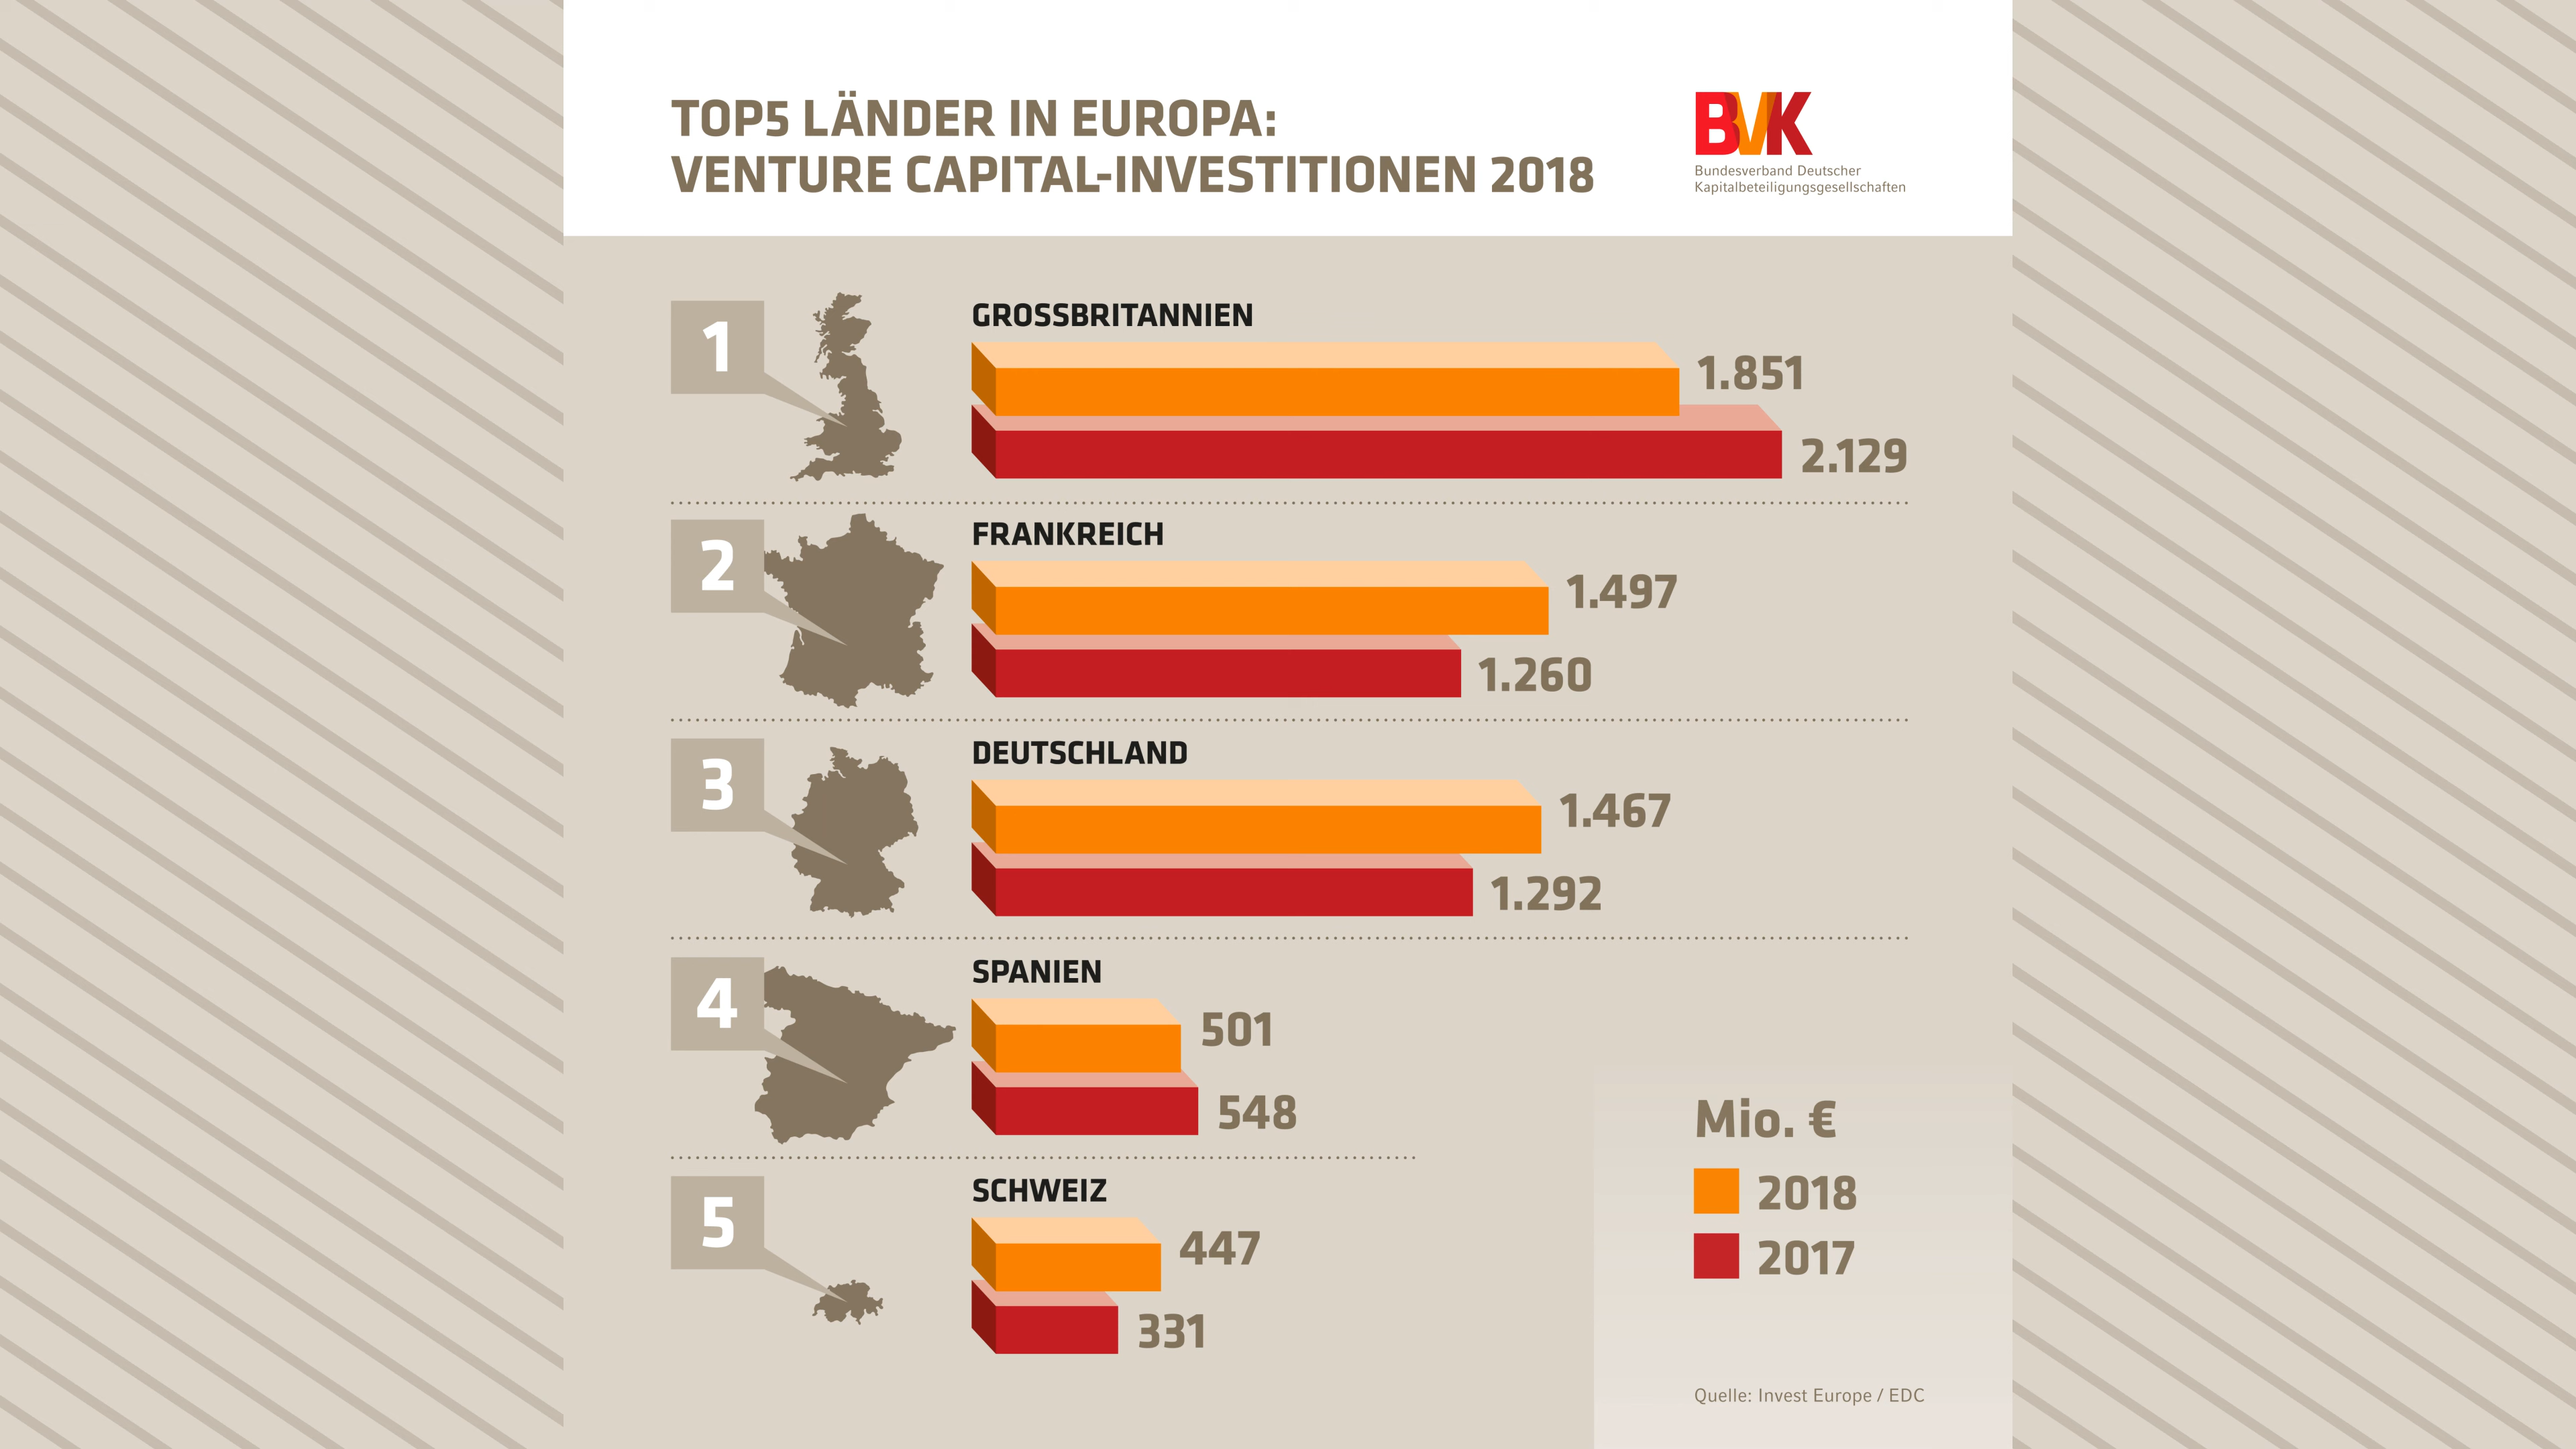 TOP5 LÄNDER IN EUROPA:
VENTURE CAPITAL-INVESTITIONEN 2018
BVK
Bundesverband Deutscher
Kapitalbeteiligungsgesellschaften
1
GROSSBRITANNIEN
1.851
2.129
2
FRANKREICH
1.497
1.260
3
DEUTSCHLAND
1.467
1.292
4
SPANIEN
501
548
5
SCHWEIZ
447
331
Mio. €
2018
2017
Quelle: Invest Europe / EDC